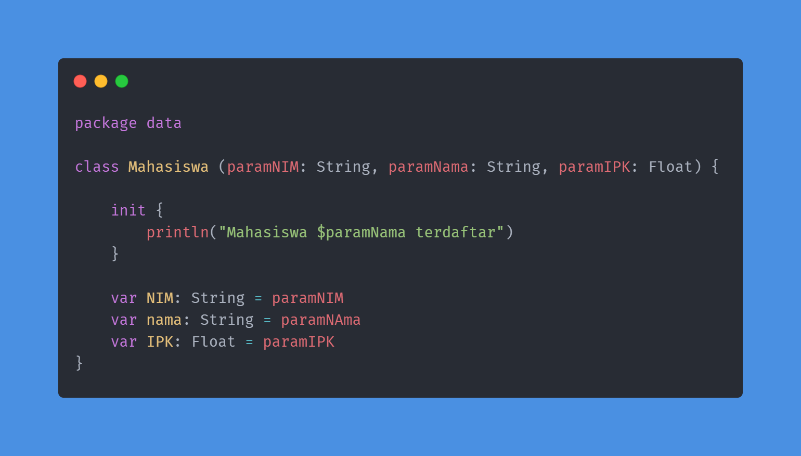 package data
class Mahasiswa (paramNIM: String, paramNama: String, paramIPK: Float) {
init {
println("Mahasiswa $paramNama terdaftar")
}
var NIM: String = paramNIM
var nama: String = paramNAma
var IPK: Float = paramIPK
}